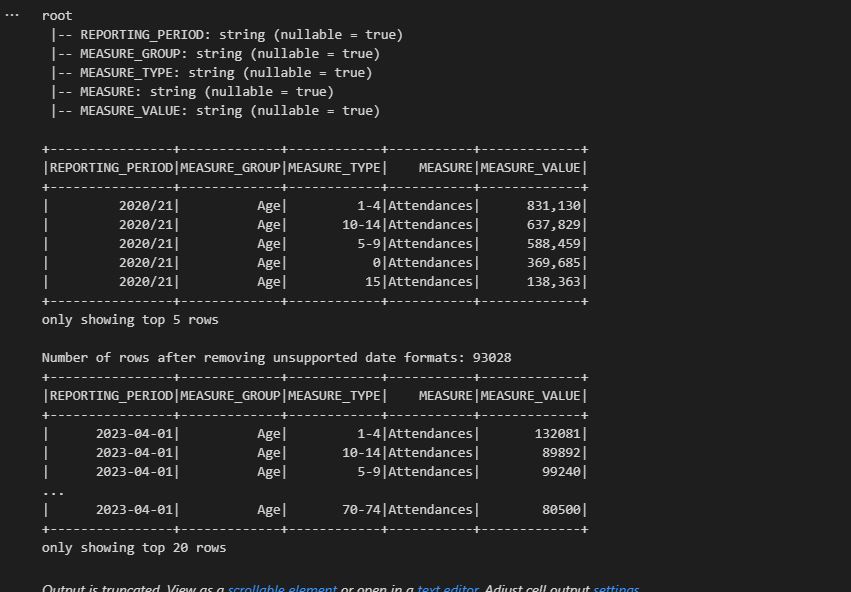 ...
root
 |-- REPORTING_PERIOD: string (nullable = true)
 |-- MEASURE_GROUP: string (nullable = true)
 |-- MEASURE_TYPE: string (nullable = true)
 |-- MEASURE: string (nullable = true)
 |-- MEASURE_VALUE: string (nullable = true)

+----------------+-------------+------------+-----------+-------------+
|REPORTING_PERIOD|MEASURE_GROUP|MEASURE_TYPE|    MEASURE|MEASURE_VALUE|
+----------------+-------------+------------+-----------+-------------+
|         2020/21|          Age|         1-4|Attendances|      831,130|
|         2020/21|          Age|       10-14|Attendances|      637,829|
|         2020/21|          Age|         5-9|Attendances|      588,459|
|         2020/21|          Age|           0|Attendances|      369,685|
|         2020/21|          Age|          15|Attendances|      138,363|
+----------------+-------------+------------+-----------+-------------+
only showing top 5 rows

Number of rows after removing unsupported date formats: 93028
+----------------+-------------+------------+-----------+-------------+
|REPORTING_PERIOD|MEASURE_GROUP|MEASURE_TYPE|    MEASURE|MEASURE_VALUE|
+----------------+-------------+------------+-----------+-------------+
|      2023-04-01|          Age|         1-4|Attendances|       132081|
|      2023-04-01|          Age|       10-14|Attendances|        89892|
|      2023-04-01|          Age|         5-9|Attendances|        99240|
...
|      2023-04-01|          Age|       70-74|Attendances|        80500|
+----------------+-------------+------------+-----------+-------------+
only showing top 20 rows

Output is truncated. View as a scrollable element or open in a text editor. Adjust cell output settings...